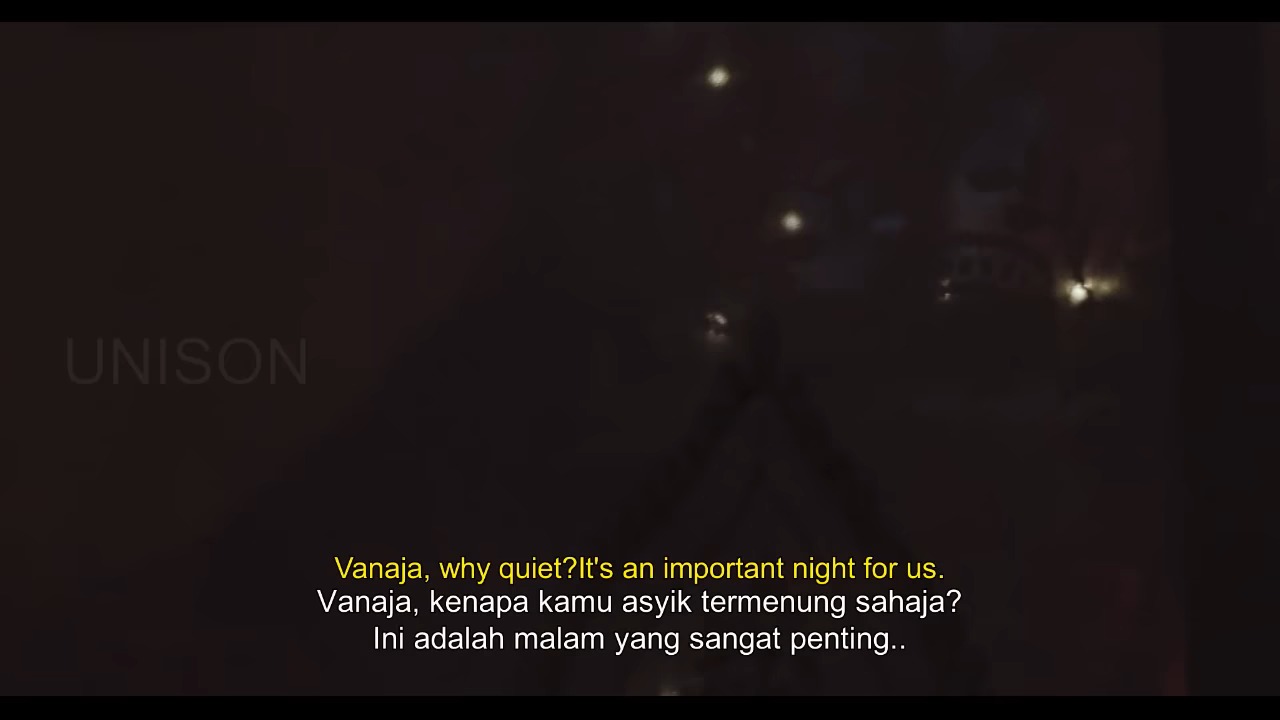 UNISON
Vanaja, why quiet?It's an important night for us.
Vanaja, kenapa kamu asyik termenung sahaja?
Ini adalah malam yang sangat penting..